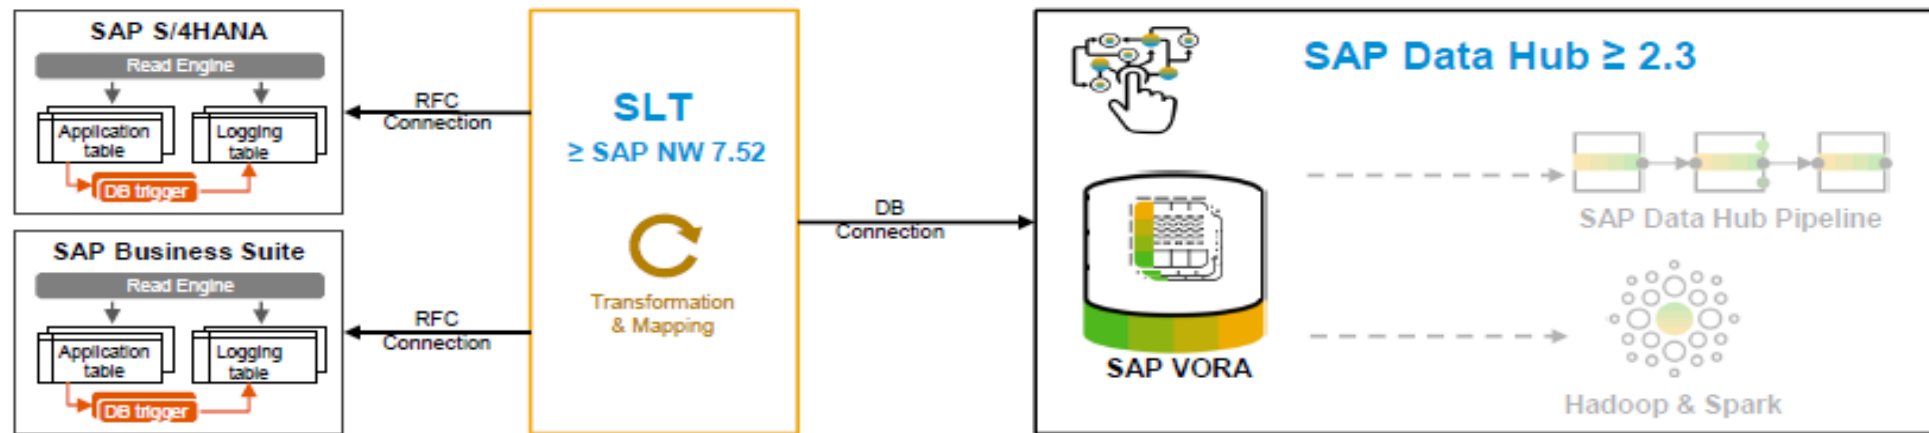 SAP S/4HANA
Read Engine
Application
table
Logging
table
DB trigger
SAP Business Suite
Read Engine
Application
table
Logging
table
DB trigger
RFC
Connection
RFC
Connection
SLT
≥ SAP NW 7.52
Transformation
& Mapping
DB
Connection
SAP Data Hub ≥ 2.3
SAP VORA
SAP Data Hub Pipeline
Hadoop & Spark